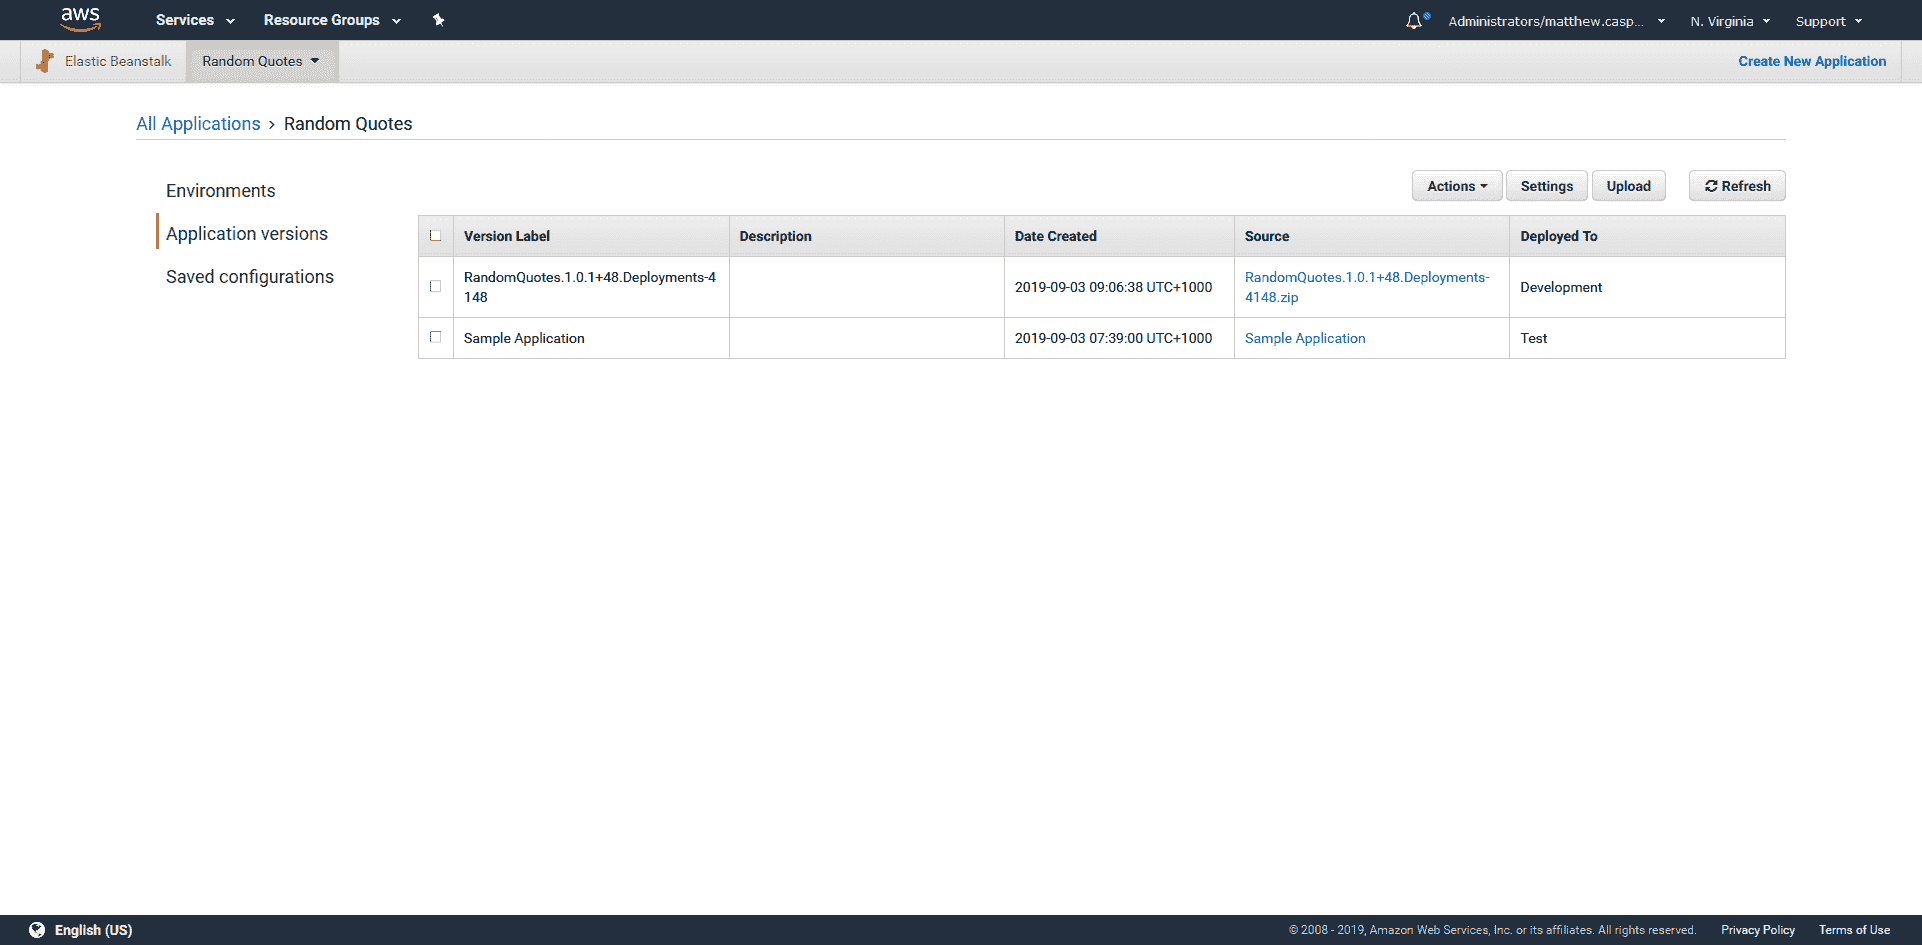 aws Services Resource Groups Administrators/matthew.casp... N. Virginia Support
Elastic Beanstalk Random Quotes Create New Application
All Applications › Random Quotes
Environments
Application versions
Saved configurations
Actions Settings Upload Refresh
Version Label Description Date Created Source Deployed To
RandomQuotes.1.0.1+48.Deployments-4
148
2019-09-03 09:06:38 UTC+1000
RandomQuotes.1.0.1+48.Deployments-
4148.zip
Development
Sample Application 2019-09-03 07:39:00 UTC+1000 Sample Application Test
English (US) © 2008 - 2019, Amazon Web Services, Inc. or its affiliates. All rights reserved. Privacy Policy Terms of Use